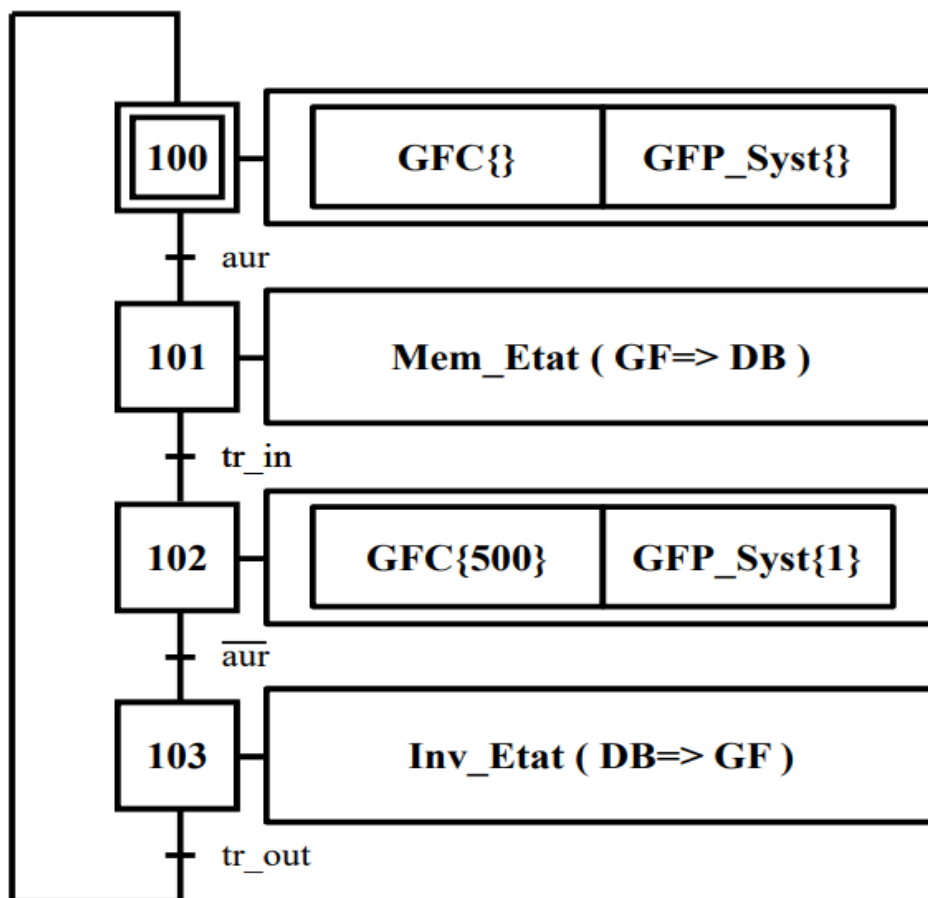 100 GFC{} GFP_Syst{}
aur
101 Mem_Etat ( GF=> DB )
tr_in
102 GFC{500} GFP_Syst{1}
a̅u̅r̅
103 Inv_Etat ( DB=> GF )
tr_out